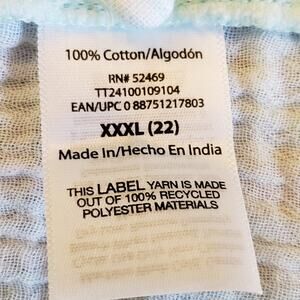 100% Cotton/Algodón
RN# 52469
TT24100109104
EAN/UPC 0 88751217803
XXXL (22)
Made In/Hecho En India
THIS LABEL YARN IS MADE
OUT OF 100% RECYCLED
POLYESTER MATERIALS